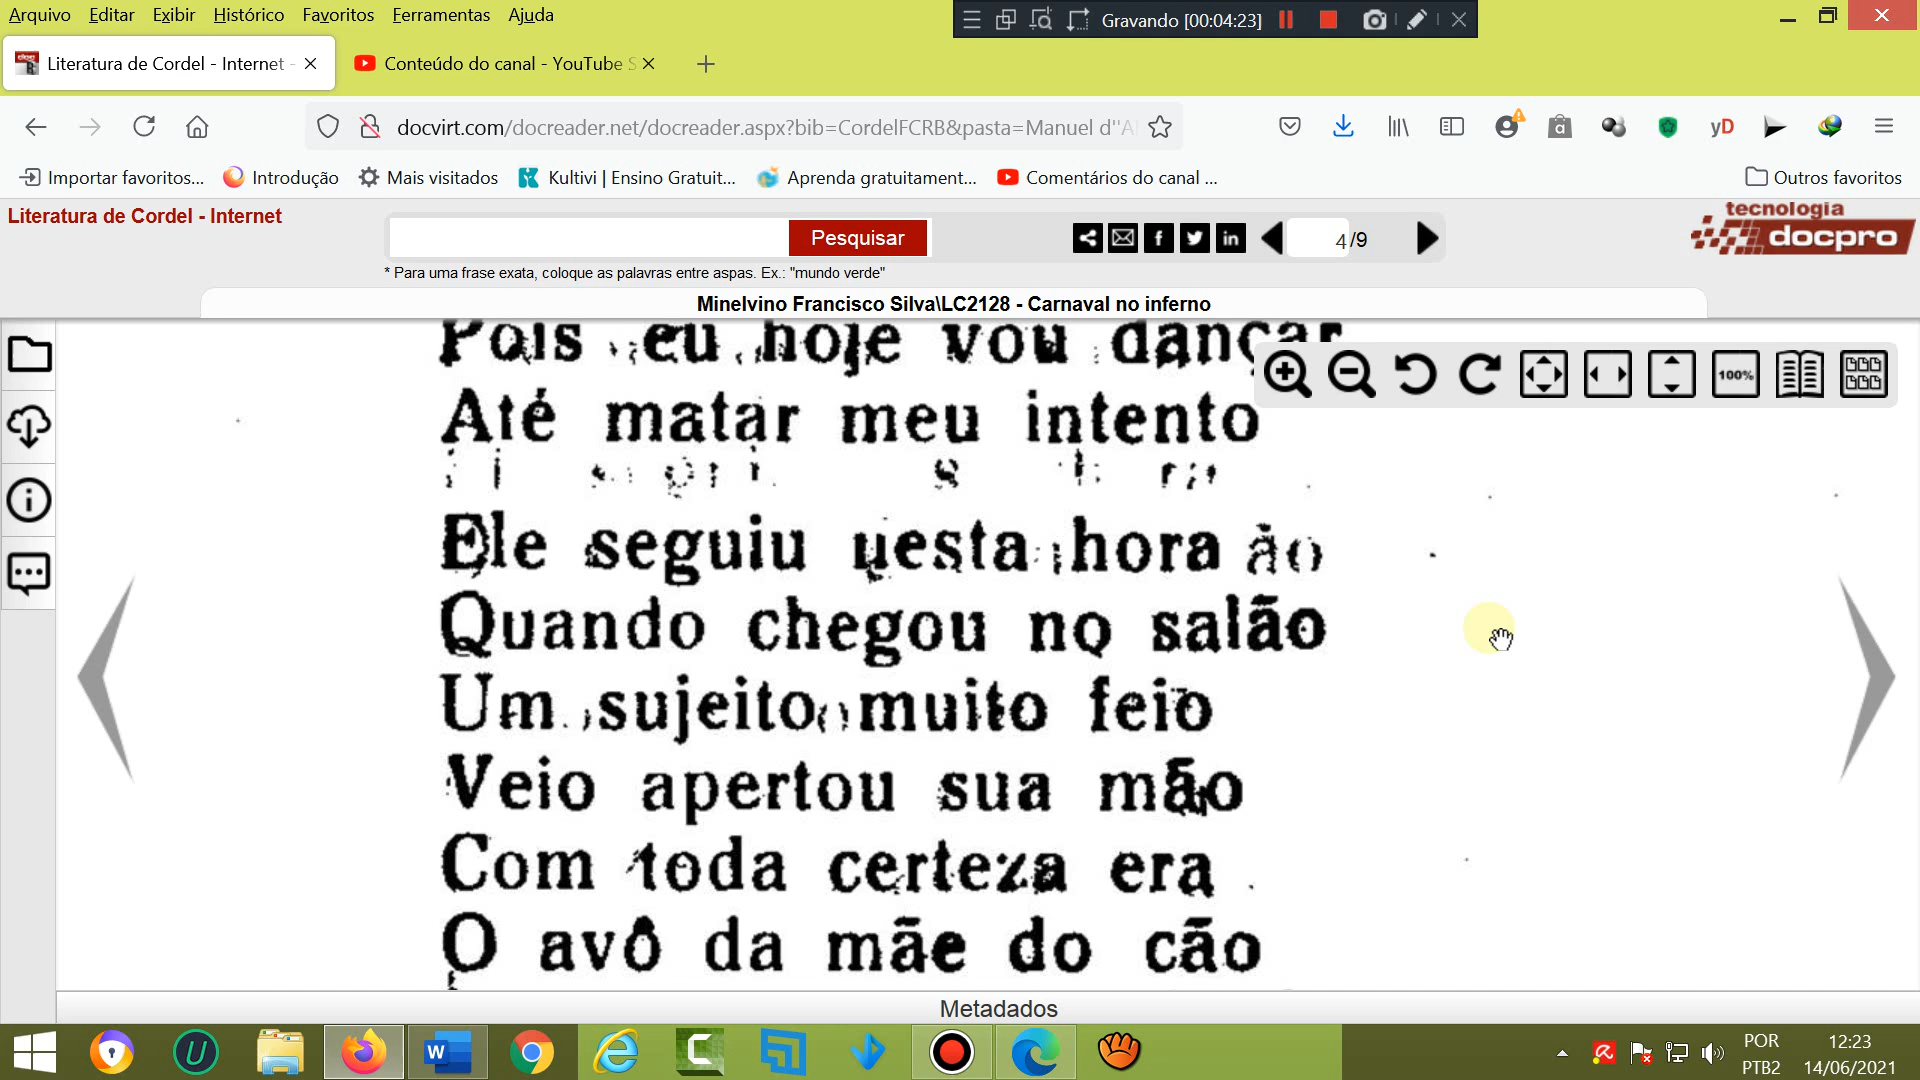 Arquivo Editar Exibir Histórico Favoritos Ferramentas Ajuda
Gravando [00:04:23]
Literatura de Cordel - Internet -
Conteúdo do canal - YouTube S
docvirt.com/docreader.net/docreader.aspx?bib=CordelFCRB&pasta=Manuel d''A
Importar favoritos... Introdução Mais visitados Kultivi | Ensino Gratuit... Aprenda gratuitament... Comentários do canal ... Outros favoritos
Literatura de Cordel - Internet
Pesquisar
4 /9
tecnologia
docpro
* Para uma frase exata, coloque as palavras entre aspas. Ex.: "mundo verde"
Minelvino Francisco Silva\LC2128 - Carnaval no inferno
100%
Pois eu hoje vou dançar
Até matar meu intento
Ele seguiu nesta hora
Quando chegou no salão
Um sujeito muito feio
Veio apertou sua mão
Com toda certeza era
O avô da mãe do cão
Metadados
POR
PTB2
12:23
14/06/2021